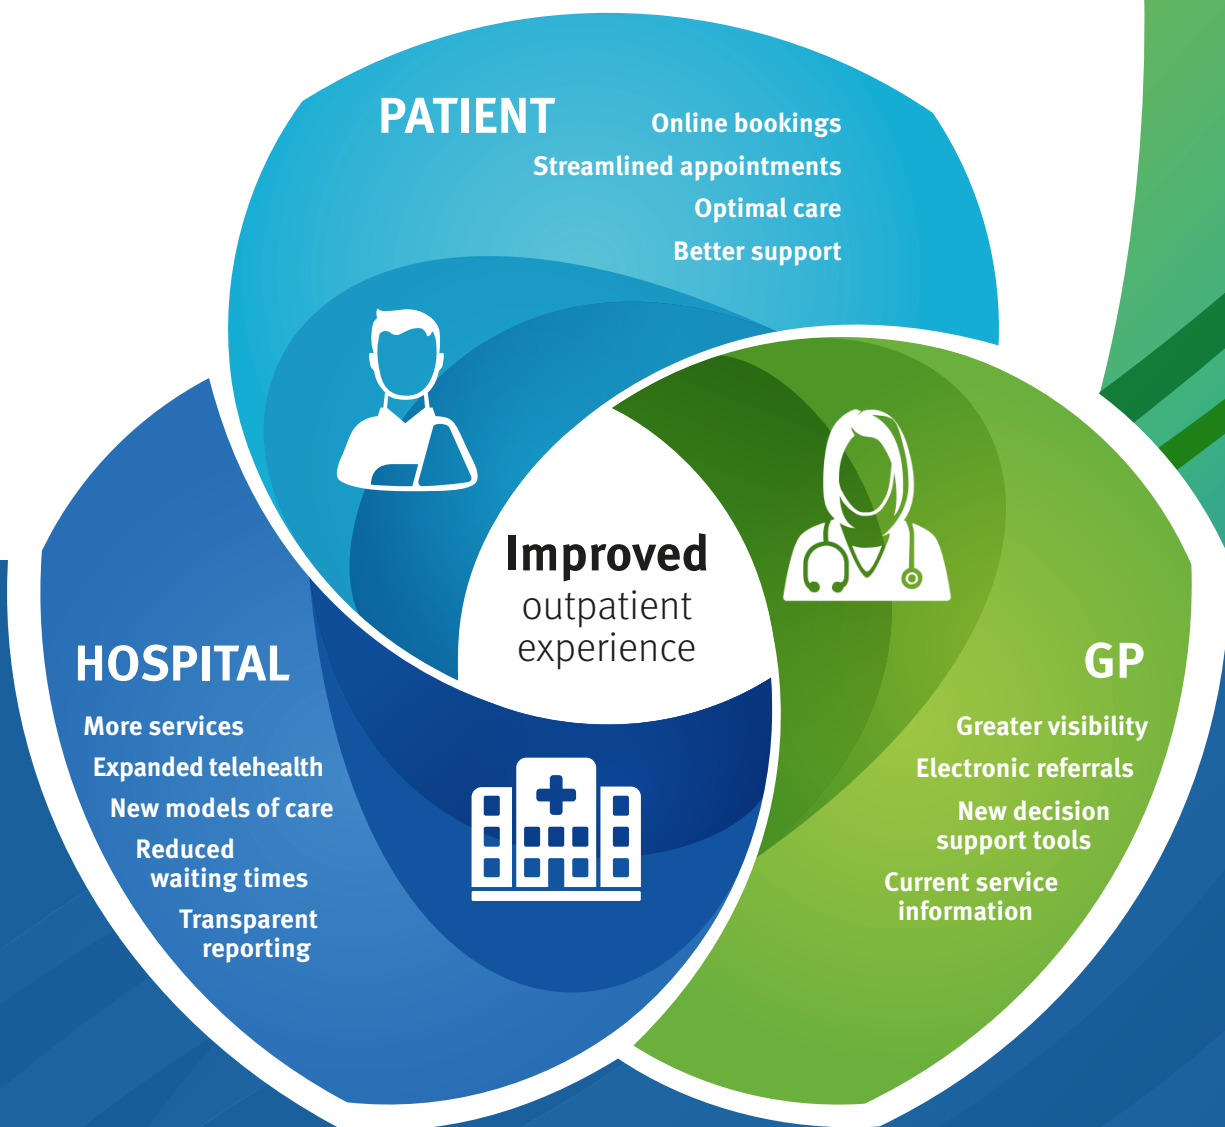 PATIENT
Online bookings
Streamlined appointments
Optimal care
Better support
Improved
outpatient
experience
HOSPITAL
More services
Expanded telehealth
New models of care
Reduced
waiting times
Transparent
reporting
GP
Greater visibility
Electronic referrals
New decision
support tools
Current service
information